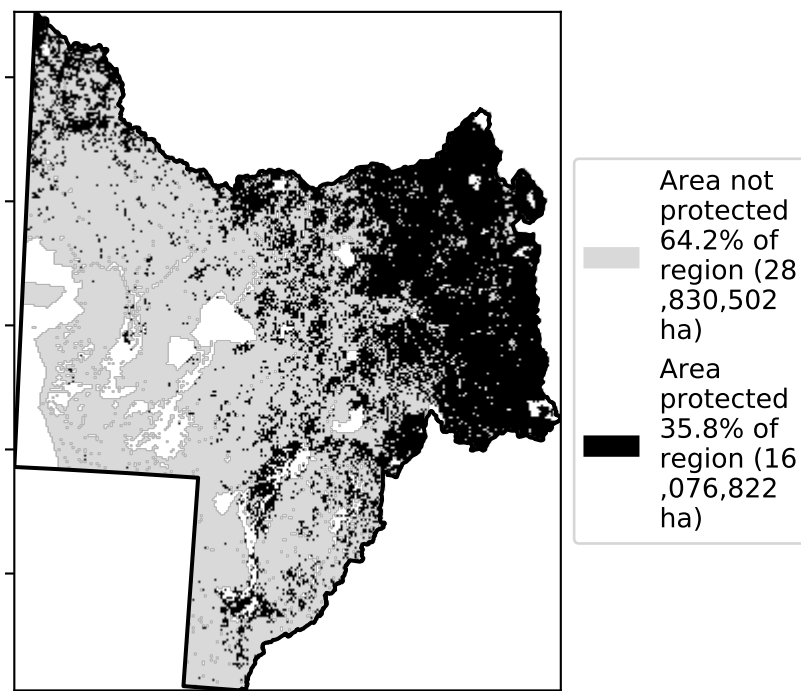 Area not
protected
64.2% of
region (28
,830,502
ha)
Area
protected
35.8% of
region (16
,076,822
ha)